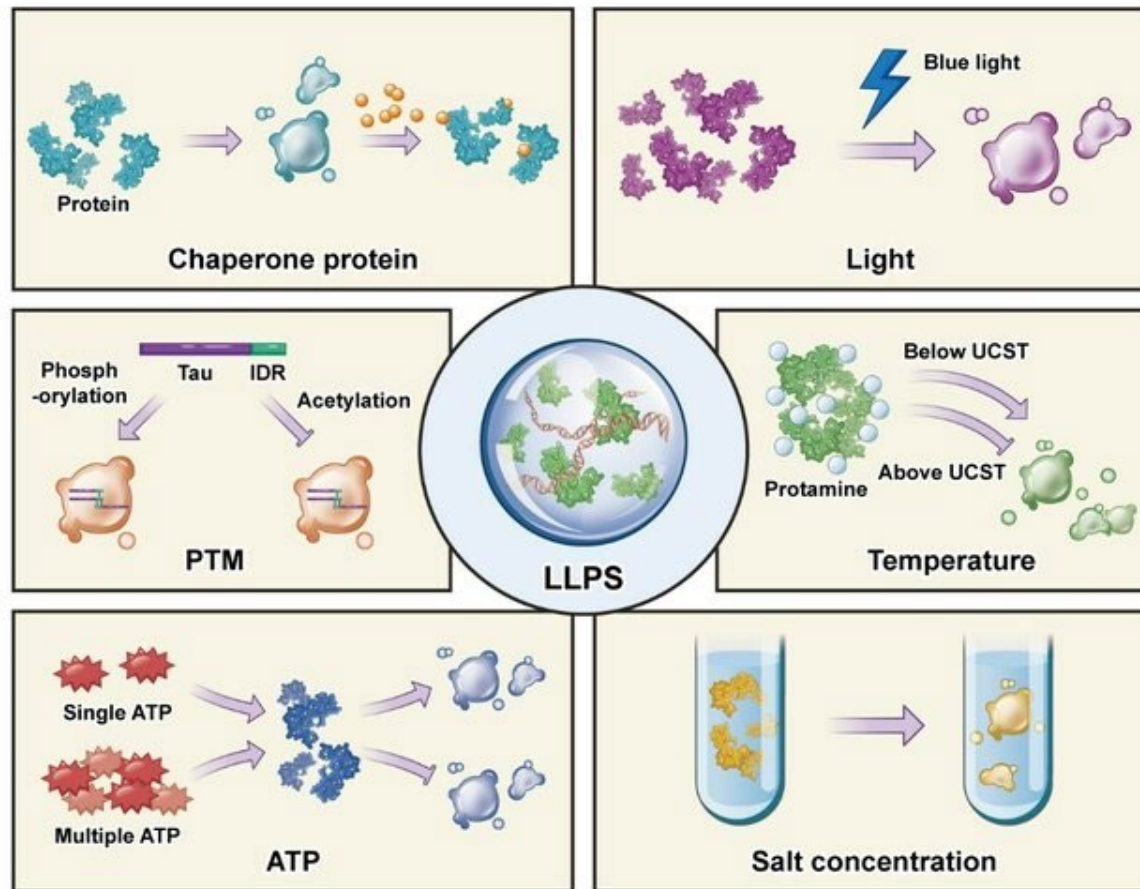 Protein
Chaperone protein
Blue light
Light
Phosph
-orylation
Tau
IDR
Acetylation
PTM
LLPS
Below UCST
Above UCST
Protamine
Temperature
Single ATP
Multiple ATP
ATP
Salt concentration